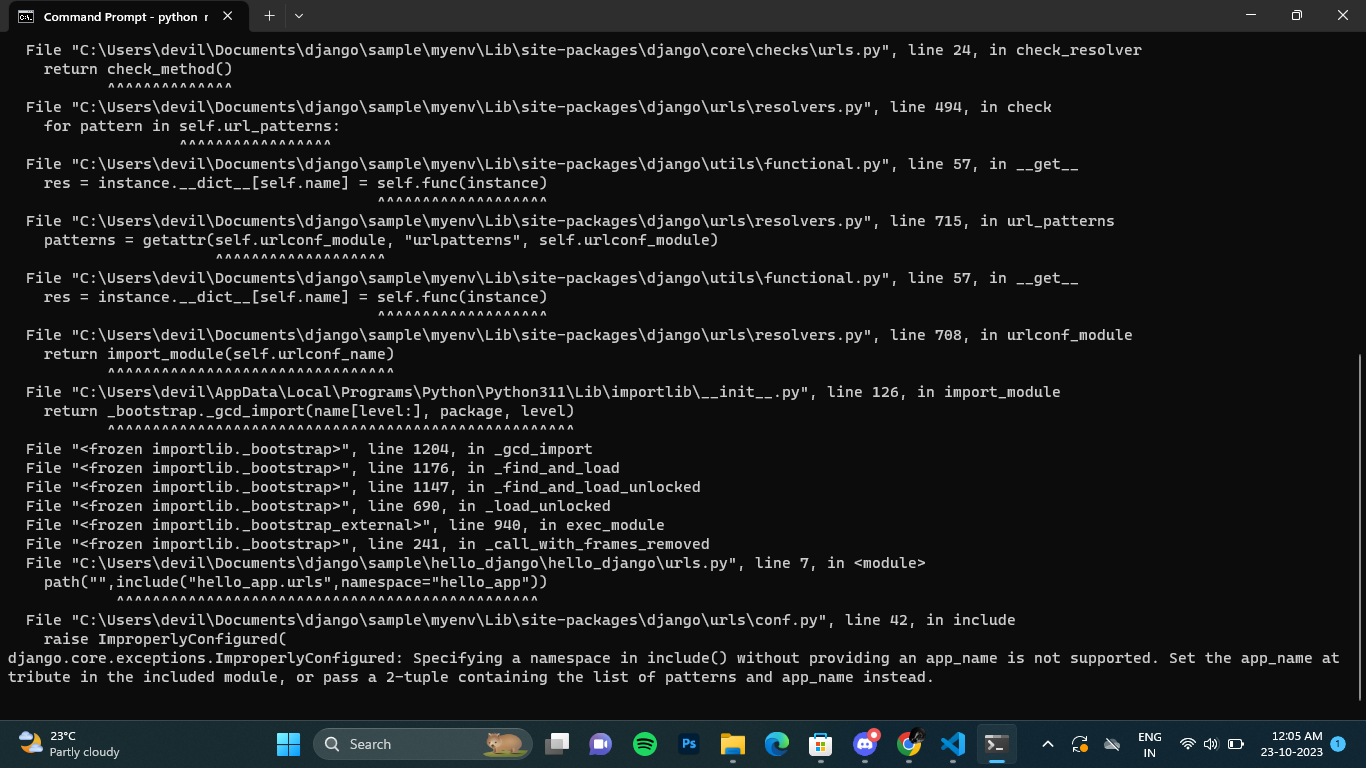 Command Prompt - python r
File "C:\Users\devil\Documents\django\sample\myenv\Lib\site-packages\django\core\checks\urls.py", line 24, in check_resolver
return check_method()
^^^^^^^^^^^^^^
File "C:\Users\devil\Documents\django\sample\myenv\Lib\site-packages\django\urls\resolvers.py", line 494, in check
for pattern in self.url_patterns:
^^^^^^^^^^^^^^^^^
File "C:\Users\devil\Documents\django\sample\myenv\Lib\site-packages\django\utils\functional.py", line 57, in __get__
res = instance.__dict__[self.name] = self.func(instance)
^^^^^^^^^^^^^^^^^^^
File "C:\Users\devil\Documents\django\sample\myenv\Lib\site-packages\django\urls\resolvers.py", line 715, in url_patterns
patterns = getattr(self.urlconf_module, "urlpatterns", self.urlconf_module)
^^^^^^^^^^^^^^^^^^^
File "C:\Users\devil\Documents\django\sample\myenv\Lib\site-packages\django\utils\functional.py", line 57, in __get__
res = instance.__dict__[self.name] = self.func(instance)
^^^^^^^^^^^^^^^^^^^
File "C:\Users\devil\Documents\django\sample\myenv\Lib\site-packages\django\urls\resolvers.py", line 708, in urlconf_module
return import_module(self.urlconf_name)
^^^^^^^^^^^^^^^^^^^^^^^^^^^^^^^^
File "C:\Users\devil\AppData\Local\Programs\Python\Python311\Lib\importlib\__init__.py", line 126, in import_module
return _bootstrap._gcd_import(name[level:], package, level)
^^^^^^^^^^^^^^^^^^^^^^^^^^^^^^^^^^^^^^^^^^^^^^^^^^^^
File "<frozen importlib._bootstrap>", line 1204, in _gcd_import
File "<frozen importlib._bootstrap>", line 1176, in _find_and_load
File "<frozen importlib._bootstrap>", line 1147, in _find_and_load_unlocked
File "<frozen importlib._bootstrap>", line 690, in _load_unlocked
File "<frozen importlib._bootstrap_external>", line 940, in exec_module
File "<frozen importlib._bootstrap>", line 241, in _call_with_frames_removed
File "C:\Users\devil\Documents\django\sample\hello_django\hello_django\urls.py", line 7, in <module>
path("",include("hello_app.urls",namespace="hello_app"))
^^^^^^^^^^^^^^^^^^^^^^^^^^^^^^^^^^^^^^^^^^^^^^^
File "C:\Users\devil\Documents\django\sample\myenv\Lib\site-packages\django\urls\conf.py", line 42, in include
raise ImproperlyConfigured(
django.core.exceptions.ImproperlyConfigured: Specifying a namespace in include() without providing an app_name is not supported. Set the app_name at
tribute in the included module, or pass a 2-tuple containing the list of patterns and app_name instead.
23°C
Partly cloudy
Search
Ps
ENG
IN
12:05 AM
23-10-2023
1